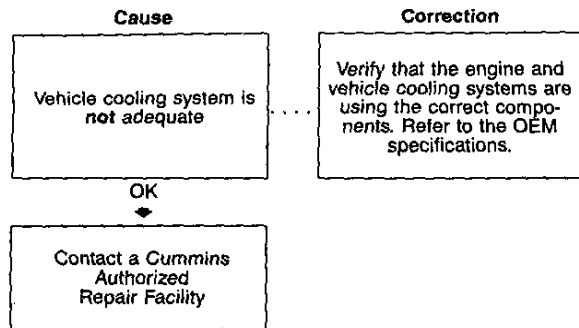 Cause
Correction
Vehicle cooling system is
not adequate
Verify that the engine and
vehicle cooling systems are
using the correct compo-
nents. Refer to the OEM
specifications.
OK
Contact a Cummins
Authorized
Repair Facility